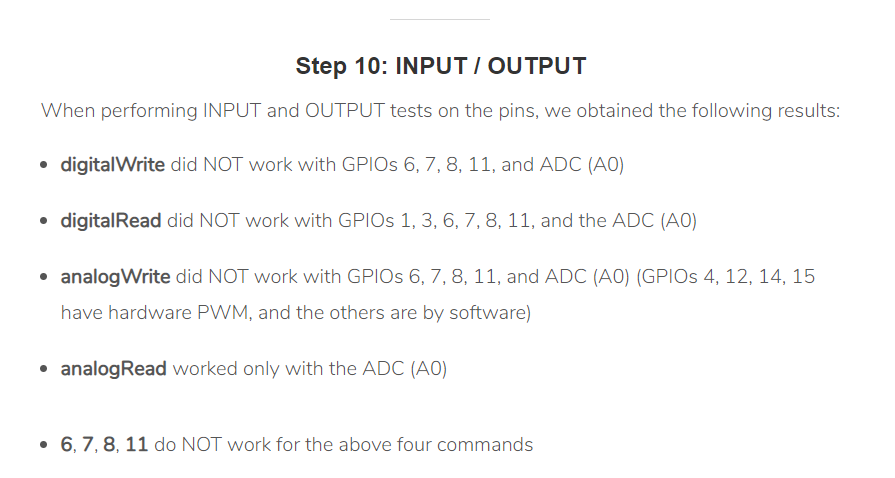 Step 10: INPUT / OUTPUT
When performing INPUT and OUTPUT tests on the pins, we obtained the following results:
• digitalWrite did NOT work with GPIOs 6, 7, 8, 11, and ADC (A0)
• digitalRead did NOT work with GPIOs 1, 3, 6, 7, 8, 11, and the ADC (A0)
• analogWrite did NOT work with GPIOs 6, 7, 8, 11, and ADC (A0) (GPIOs 4, 12, 14, 15
have hardware PWM, and the others are by software)
• analogRead worked only with the ADC (A0)
• 6, 7, 8, 11 do NOT work for the above four commands